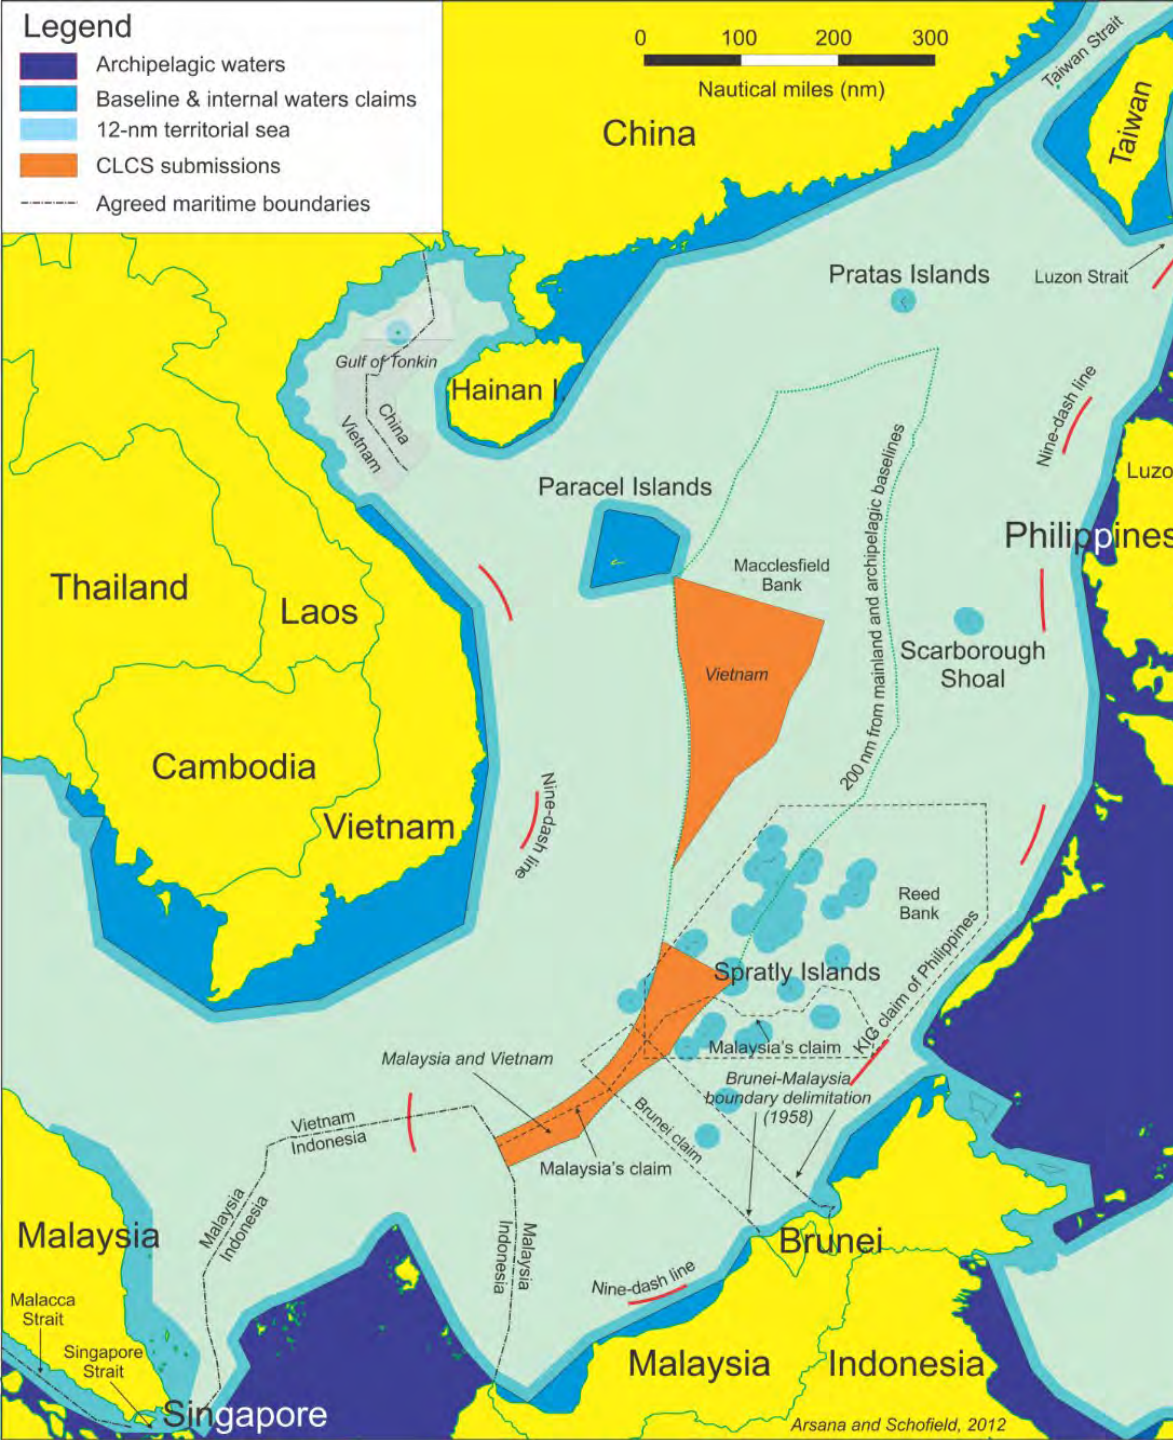 Legend
Archipelagic waters
Baseline & internal waters claims
12-nm territorial sea
CLCS submissions
Agreed maritime boundaries
0 100 200 300
Nautical miles (nm)
Taiwan Strait
China
Taiwan
Pratas Islands
Luzon Strait
Gulf of Tonkin
Hainan I.
China
Vietnam
Nine-dash line
Luzo
Paracel Islands
200 nm from mainland and archipelagic baselines
Philippines
Macclesfield
Bank
Thailand
Laos
Scarborough
Shoal
Vietnam
Cambodia
Vietnam
Nine-dash line
Reed
Bank
Spratly Islands
KIG claim of Philippines
Malaysia's claim
Malaysia and Vietnam
Brunei-Malaysia
boundary delimitation
(1958)
Brunei claim
Vietnam
Indonesia
Malaysia's claim
Malaysia
Indonesia
Malaysia
Indonesia
Malaysia
Brunei
Nine-dash line
Malacca
Strait
Singapore
Strait
Malaysia
Indonesia
Singapore
Arsana and Schofield, 2012